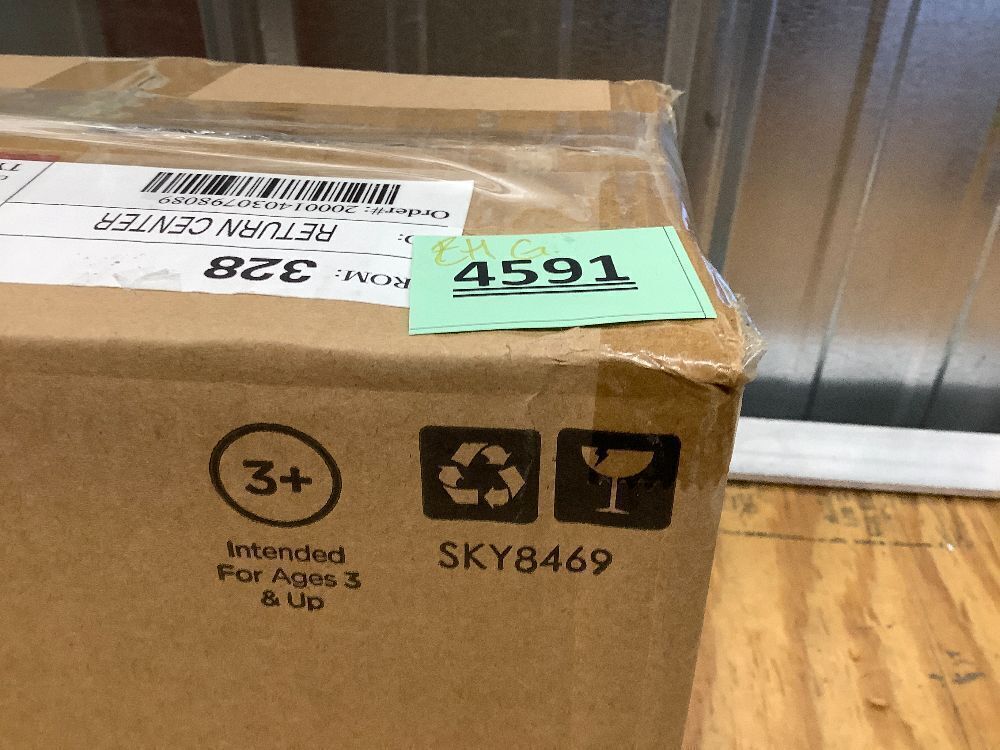 Order#: 200014030798089
RETURN CENTER
328
4591
3+
Intended
For Ages 3
& Up
SKY8469